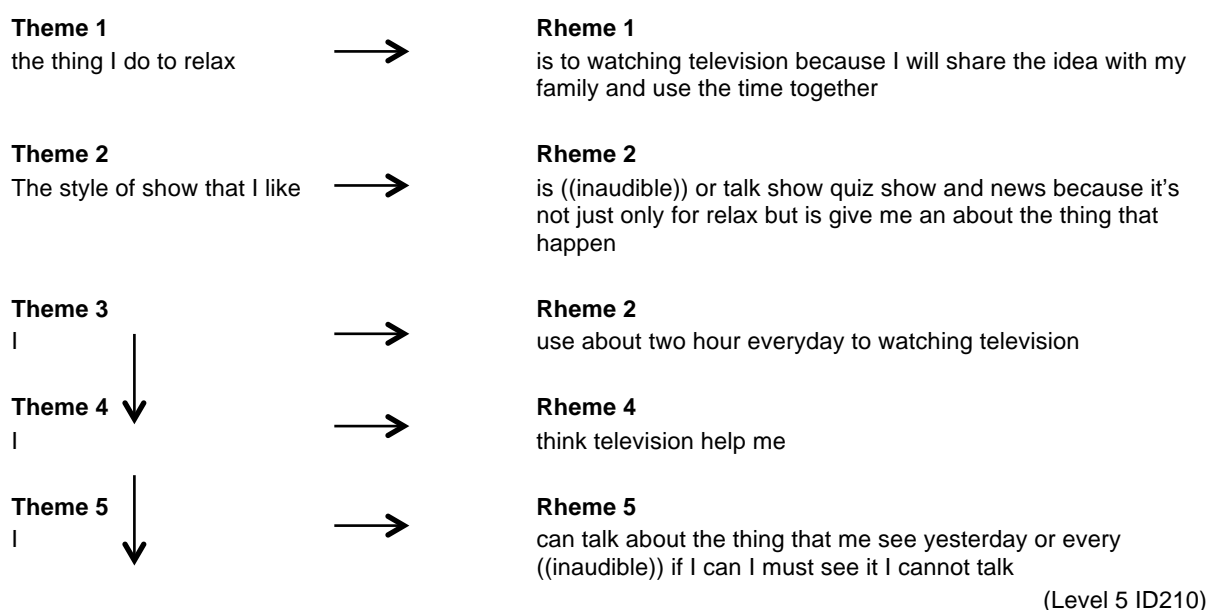 Theme 1 Rheme 1
the thing I do to relax is to watching television because I will share the idea with my
family and use the time together
Theme 2 Rheme 2
The style of show that I like is ((inaudible)) or talk show quiz show and news because it's
not just only for relax but is give me an about the thing that
happen
Theme 3 Rheme 2
I use about two hour everyday to watching television
Theme 4 Rheme 4
I think television help me
Theme 5 Rheme 5
I can talk about the thing that me see yesterday or every
((inaudible)) if I can I must see it I cannot talk
(Level 5 ID210)